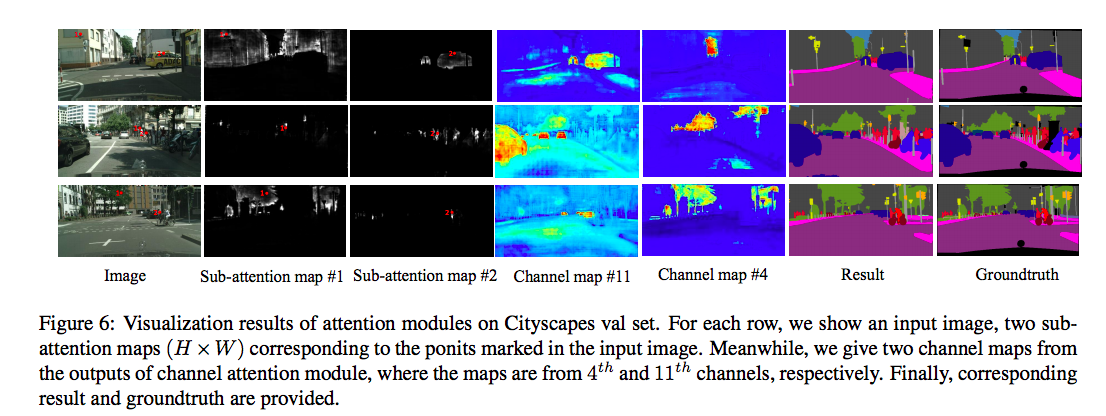 Image Sub-attention map #1 Sub-attention map #2 Channel map #11 Channel map #4 Result Groundtruth
Figure 6: Visualization results of attention modules on Cityscapes val set. For each row, we show an input image, two sub-
attention maps (H × W) corresponding to the ponits marked in the input image. Meanwhile, we give two channel maps from
the outputs of channel attention module, where the maps are from 4th and 11th channels, respectively. Finally, corresponding
result and groundtruth are provided.